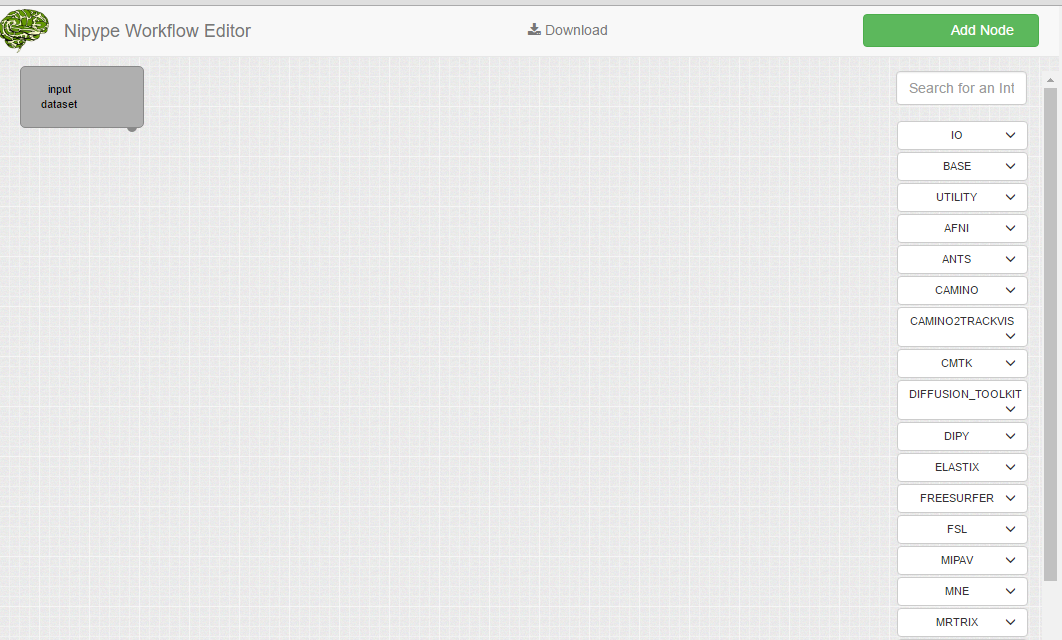 Nipype Workflow Editor
Download
Add Node
input
dataset
Search for an Int
IO
BASE
UTILITY
AFNI
ANTS
CAMINO
CAMINO2TRACKVIS
CMTK
DIFFUSION_TOOLKIT
DIPY
ELASTIX
FREESURFER
FSL
MIPAV
MNE
MRTRIX